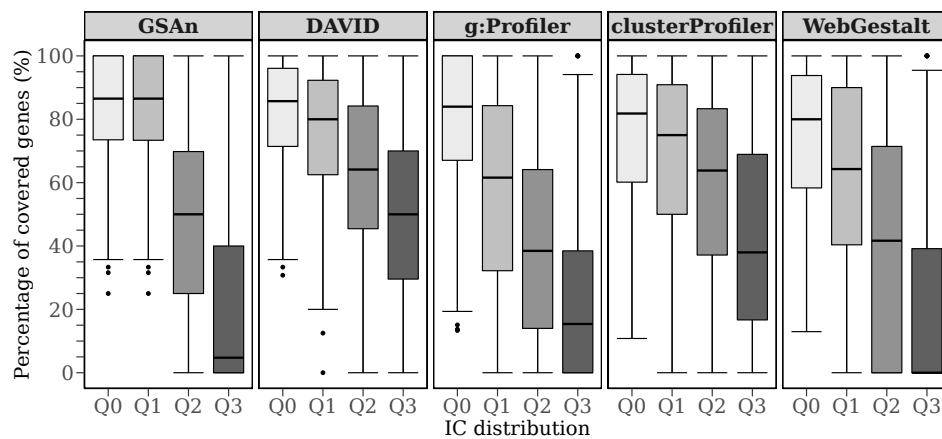 GSAn DAVID g:Profiler clusterProfiler WebGestalt
Percentage of covered genes (%)
100
80
60
40
20
0
Q0 Q1 Q2 Q3 Q0 Q1 Q2 Q3 Q0 Q1 Q2 Q3 Q0 Q1 Q2 Q3 Q0 Q1 Q2 Q3
IC distribution